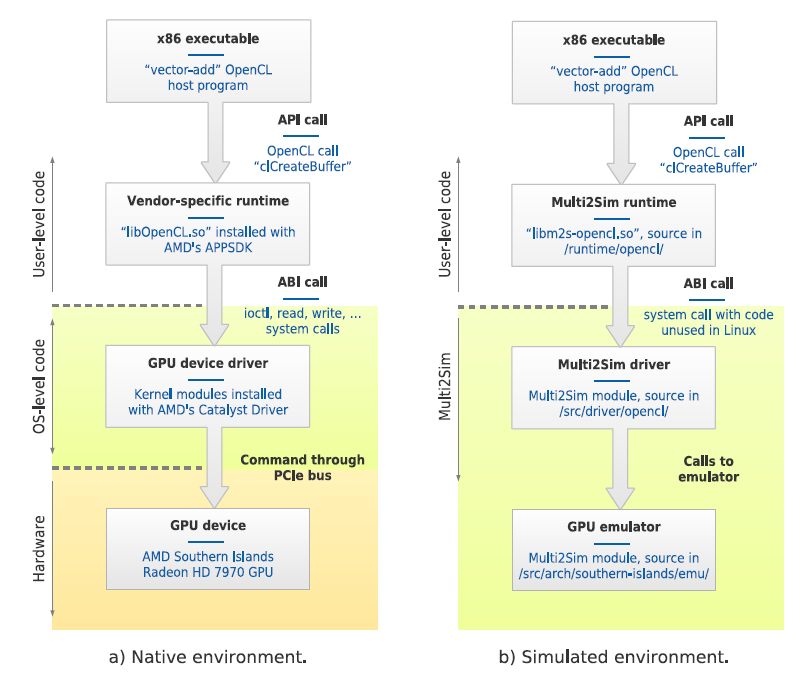 x86 executable
“vector-add” OpenCL
host program
API call
OpenCL call
“clCreateBuffer”
User-level code
Vendor-specific runtime
“libOpenCL.so” installed with
AMD's APPSDK
ABI call
ioctl, read, write, ...
system calls
OS-level code
GPU device driver
Kernel modules installed
with AMD's Catalyst Driver
Command through
PCIe bus
Hardware
GPU device
AMD Southern Islands
Radeon HD 7970 GPU
a) Native environment.
x86 executable
“vector-add” OpenCL
host program
API call
OpenCL call
“clCreateBuffer”
User-level code
Multi2Sim runtime
“libm2s-opencl.so”, source in
/runtime/opencl/
ABI call
system call with code
unused in Linux
Multi2Sim
Multi2Sim driver
Multi2Sim module, source in
/src/driver/opencl/
Calls to
emulator
GPU emulator
Multi2Sim module, source in
/src/arch/southern-islands/emu/
b) Simulated environment.